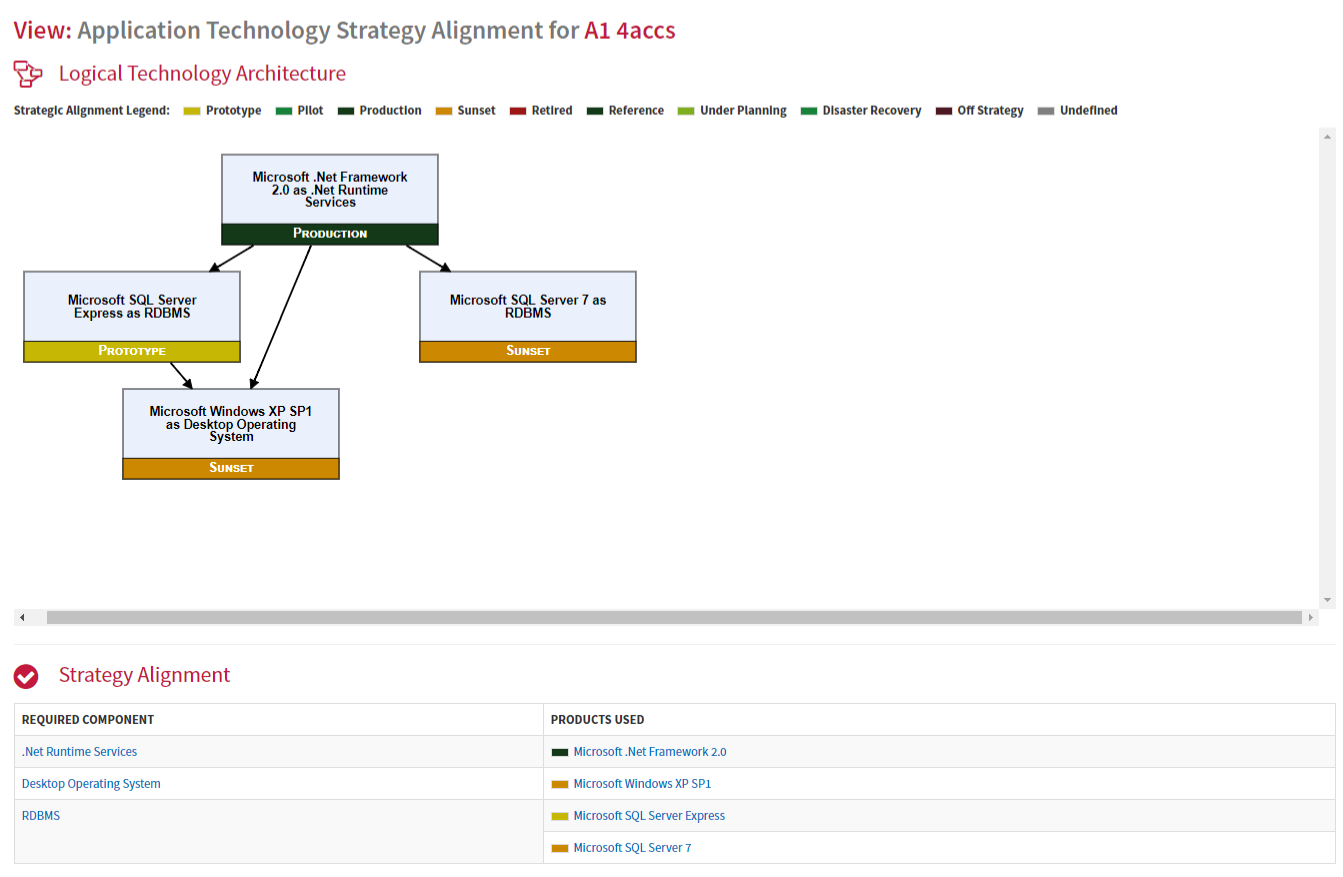 View: Application Technology Strategy Alignment for A1 4accs
Logical Technology Architecture
Strategic Alignment Legend: Prototype Pilot Production Sunset Retired Reference Under Planning Disaster Recovery Off Strategy Undefined
Microsoft .Net Framework
2.0 as .Net Runtime
Services
PRODUCTION
Microsoft SQL Server
Express as RDBMS
PROTOTYPE
Microsoft SQL Server 7 as
RDBMS
SUNSET
Microsoft Windows XP SP1
as Desktop Operating
System
SUNSET
Strategy Alignment
REQUIRED COMPONENT PRODUCTS USED
.Net Runtime Services Microsoft .Net Framework 2.0
Desktop Operating System Microsoft Windows XP SP1
RDBMS Microsoft SQL Server Express
Microsoft SQL Server 7